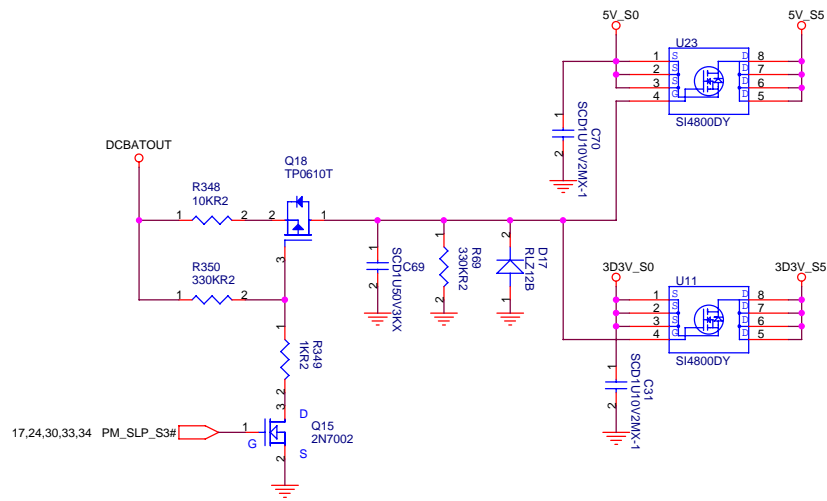 5V_S0
5V_S5
U23
1 S D 8
2 S D 7
3 S D 6
4 G D 5
SI4800DY
1
C70
SCD1U10V2MX-1
2
DCBATOUT
Q18
TP0610T
R348
10KR2
1 2
2 1
3
R350
330KR2
1 2
1
C69
SCD1U50V3KX
2
1
R69
330KR2
2
2
D17
RLZ12B
1
3D3V_S0
3D3V_S5
U11
1 S D 8
2 S D 7
3 S D 6
4 G D 5
SI4800DY
1
C31
SCD1U10V2MX-1
2
1
R349
1KR2
2
3 D
17,24,30,33,34 PM_SLP_S3#
1
G
Q15
2N7002
2 S